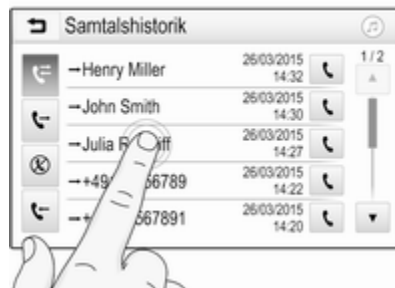 Samtalshistorik
1/2
→Henry Miller 26/03/2015
14:32
→John Smith 26/03/2015
14:30
→Julia 26/03/2015
14:27
→+49 56789 26/03/2015
14:22
→+ 567891 26/03/2015
14:20